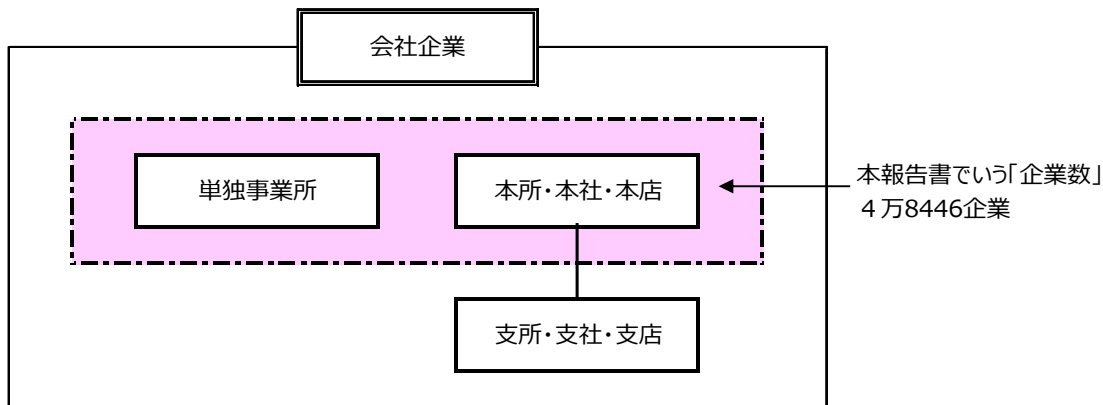 会社企業
単独事業所
本所・本社・本店
本報告書でいう「企業数」
４万8446企業
支所・支社・支店